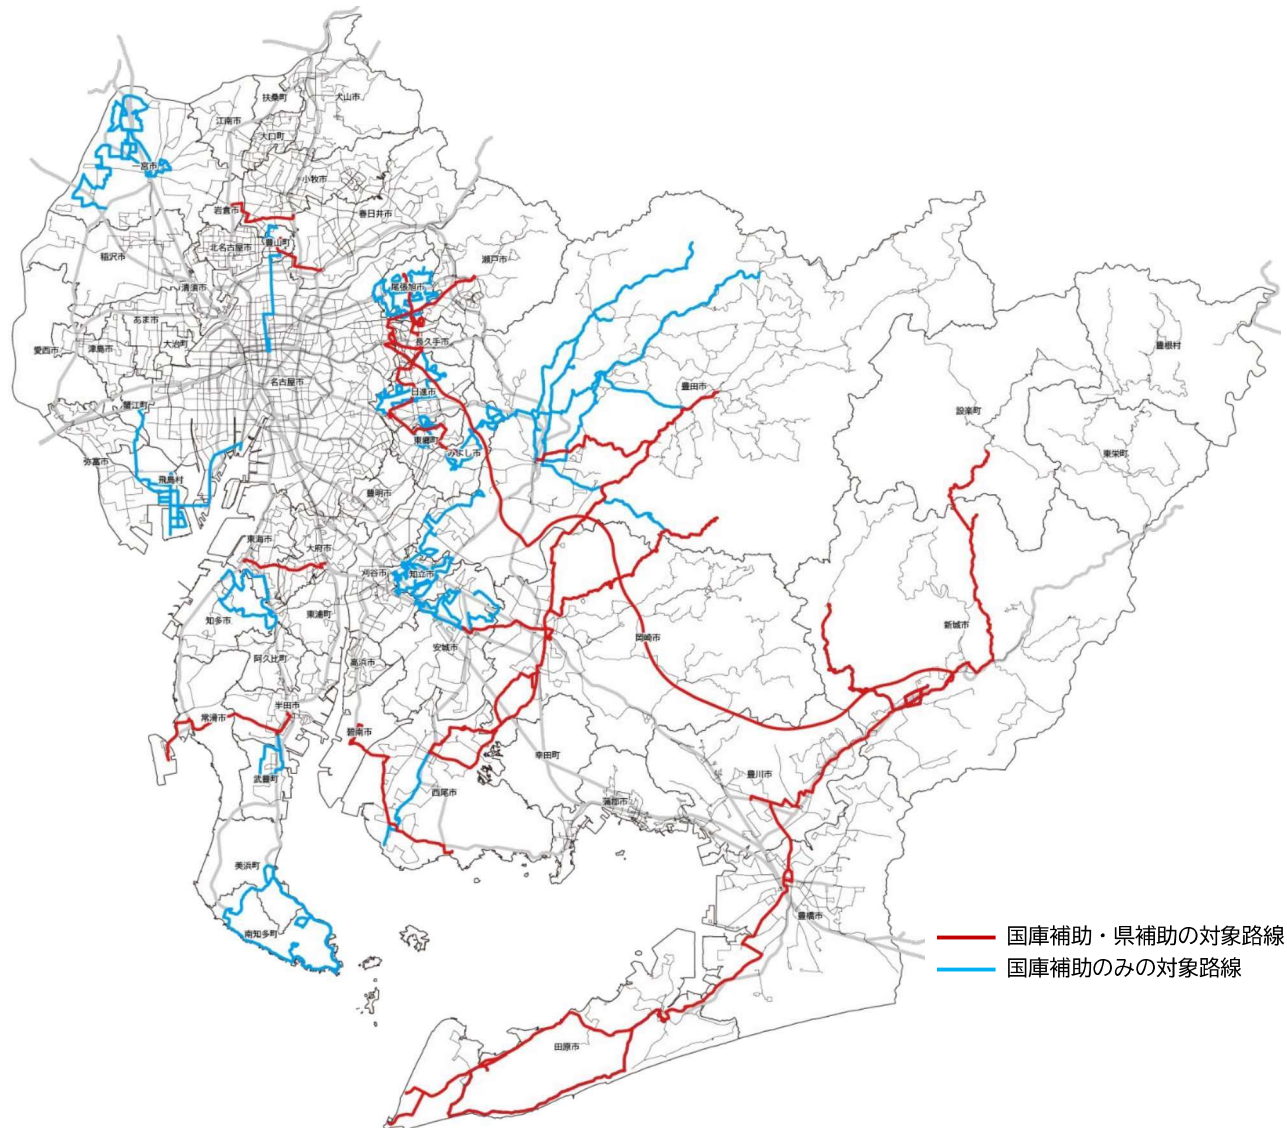 扶桑町
犬山市
江南市
大口町
一宮市
小牧市
岩倉市
春日井市
豊山町
北名古屋市
稲沢市
瀬戸市
清須市
尾張旭市
あま市
大治町
長久手市
愛西市
津島市
豊根村
名古屋市
豊田市
日進市
蟹江町
設楽町
東郷町
みよし市
東栄町
弥富市
飛島村
豊明市
東海市
大府市
刈谷市
知立市
東浦町
知多市
新城市
岡崎市
安城市
阿久比町
高浜市
半田市
常滑市
碧南市
幸田町
武豊町
豊川市
西尾市
蒲郡市
美浜町
豊橋市
南知多町
国庫補助・県補助の対象路線
国庫補助のみの対象路線
田原市